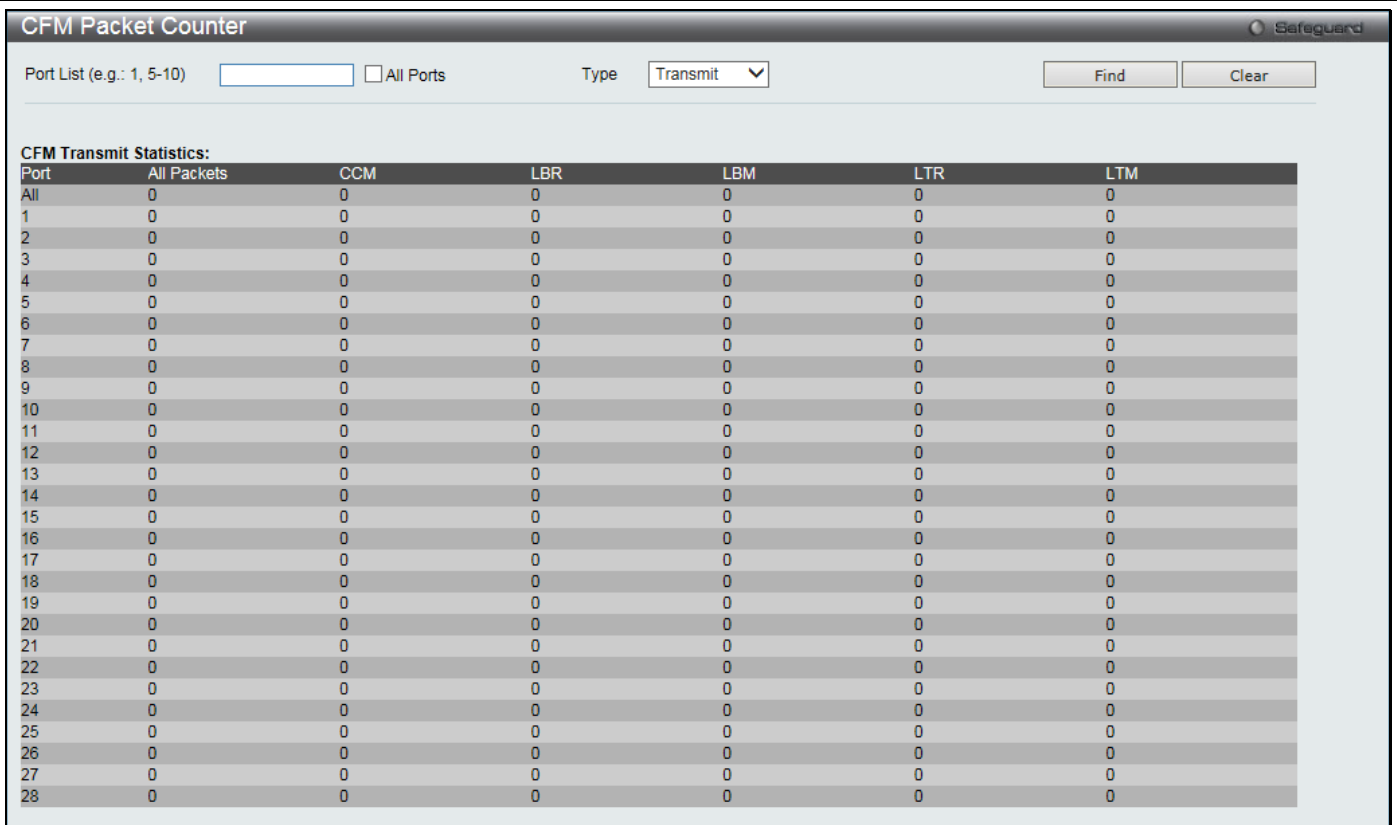 CFM Packet Counter Safeguard
Port List (e.g.: 1, 5-10) All Ports Type Transmit Find Clear
CFM Transmit Statistics:
Port All Packets CCM LBR LBM LTR LTM
All 0 0 0 0 0 0
1 0 0 0 0 0 0
2 0 0 0 0 0 0
3 0 0 0 0 0 0
4 0 0 0 0 0 0
5 0 0 0 0 0 0
6 0 0 0 0 0 0
7 0 0 0 0 0 0
8 0 0 0 0 0 0
9 0 0 0 0 0 0
10 0 0 0 0 0 0
11 0 0 0 0 0 0
12 0 0 0 0 0 0
13 0 0 0 0 0 0
14 0 0 0 0 0 0
15 0 0 0 0 0 0
16 0 0 0 0 0 0
17 0 0 0 0 0 0
18 0 0 0 0 0 0
19 0 0 0 0 0 0
20 0 0 0 0 0 0
21 0 0 0 0 0 0
22 0 0 0 0 0 0
23 0 0 0 0 0 0
24 0 0 0 0 0 0
25 0 0 0 0 0 0
26 0 0 0 0 0 0
27 0 0 0 0 0 0
28 0 0 0 0 0 0